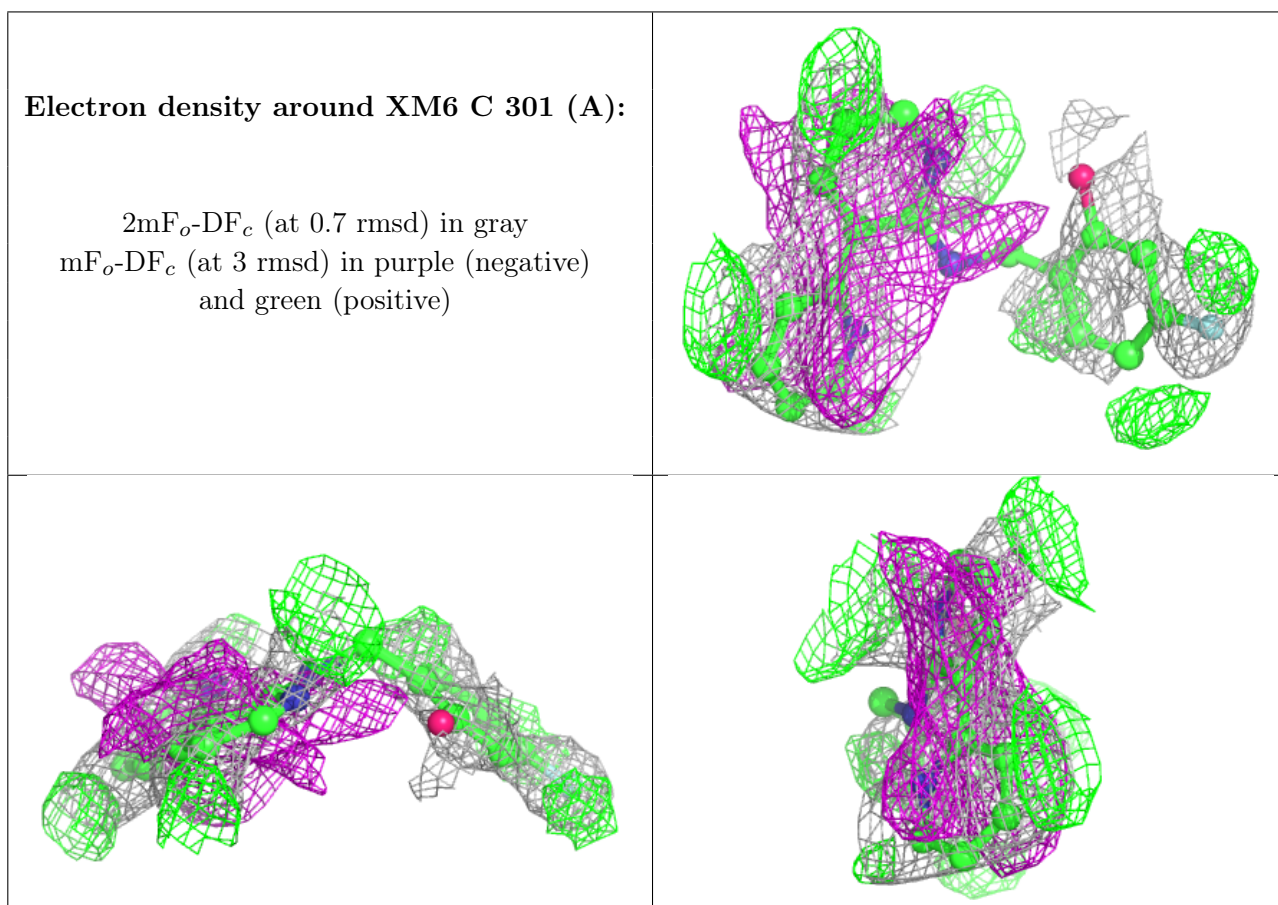 Electron density around XM6 C 301 (A):
2mFo-DFc (at 0.7 rmsd) in gray
mFo-DFc (at 3 rmsd) in purple (negative)
and green (positive)